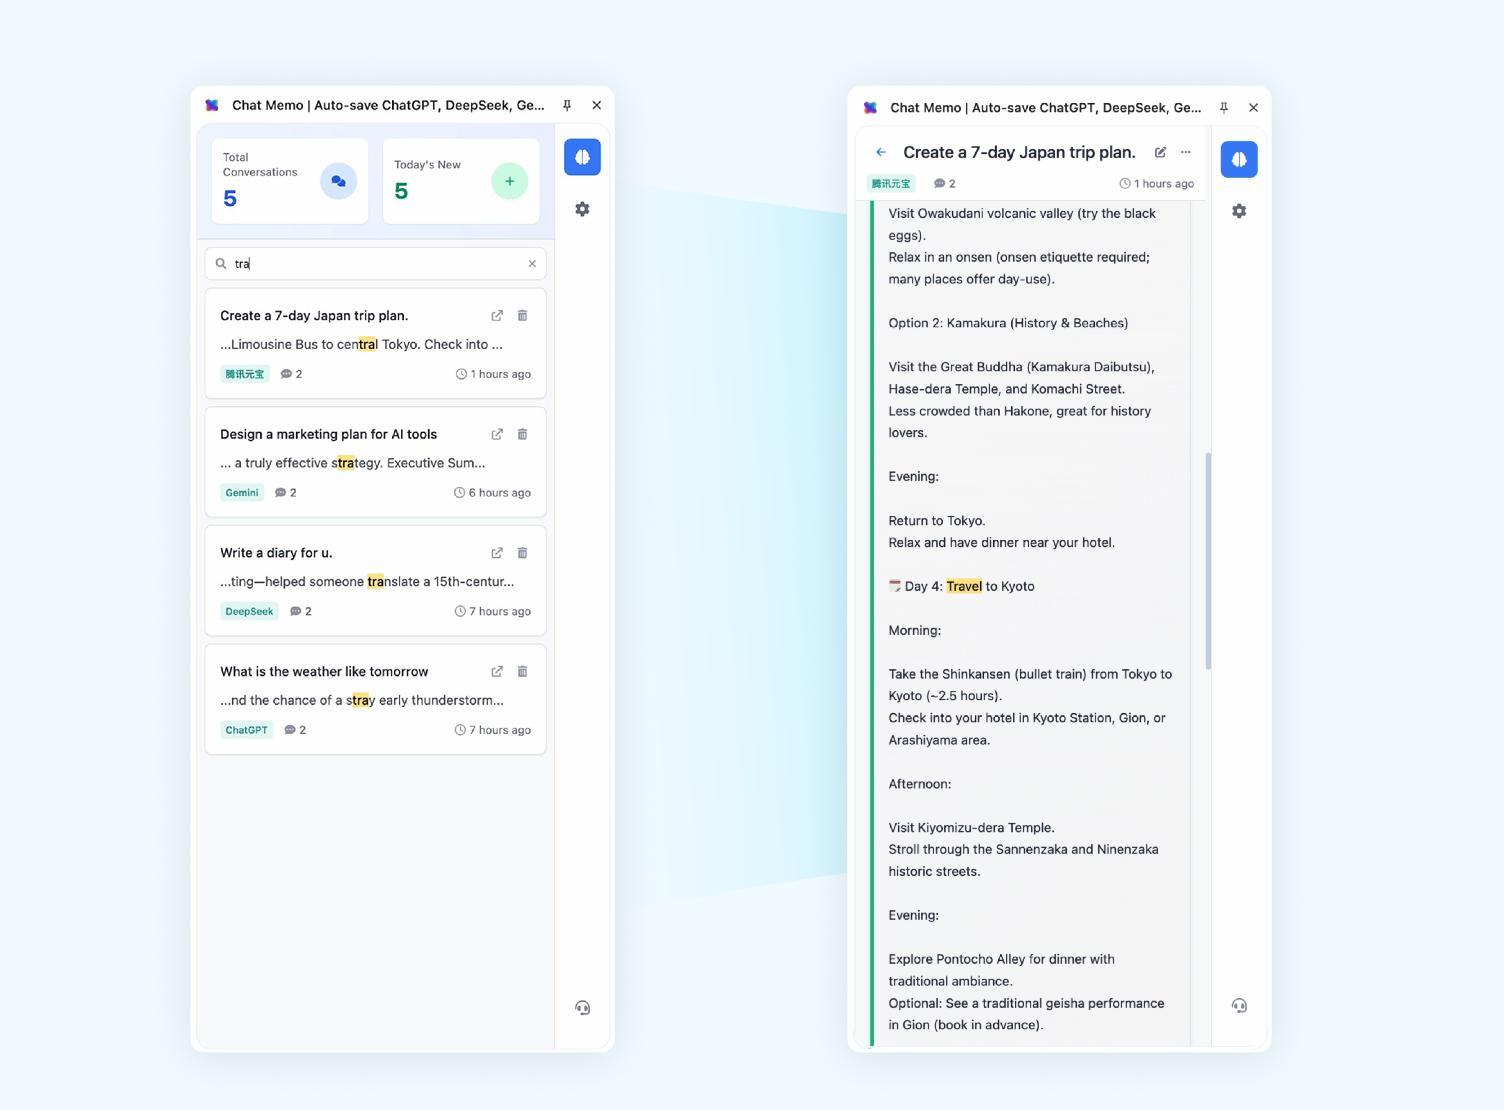 Chat Memo | Auto-save ChatGPT, DeepSeek, Ge...
Total
Conversations
5
Today's New
5
tra
Create a 7-day Japan trip plan.
...Limousine Bus to central Tokyo. Check into ...
腾讯元宝
2
1 hours ago
Design a marketing plan for AI tools
... a truly effective strategy. Executive Sum...
Gemini
2
6 hours ago
Write a diary for u.
...ting—helped someone translate a 15th-centur...
DeepSeek
2
7 hours ago
What is the weather like tomorrow
...nd the chance of a stray early thunderstorm...
ChatGPT
2
7 hours ago
Chat Memo | Auto-save ChatGPT, DeepSeek, Ge...
Create a 7-day Japan trip plan.
腾讯元宝
2
1 hours ago
Visit Owakudani volcanic valley (try the black
eggs).
Relax in an onsen (onsen etiquette required;
many places offer day-use).
Option 2: Kamakura (History & Beaches)
Visit the Great Buddha (Kamakura Daibutsu),
Hase-dera Temple, and Komachi Street.
Less crowded than Hakone, great for history
lovers.
Evening:
Return to Tokyo.
Relax and have dinner near your hotel.
Day 4: Travel to Kyoto
Morning:
Take the Shinkansen (bullet train) from Tokyo to
Kyoto (~2.5 hours).
Check into your hotel in Kyoto Station, Gion, or
Arashiyama area.
Afternoon:
Visit Kiyomizu-dera Temple.
Stroll through the Sannenzaka and Ninenzaka
historic streets.
Evening:
Explore Pontocho Alley for dinner with
traditional ambiance.
Optional: See a traditional geisha performance
in Gion (book in advance).